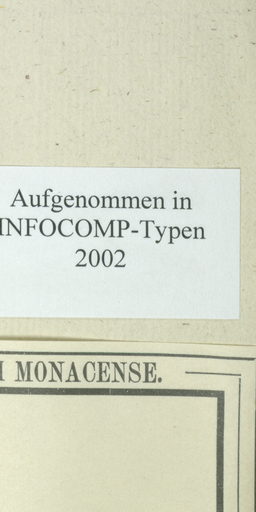 Aufgenommen in
INFOCOMP-Typen
2002
MONACENSE.